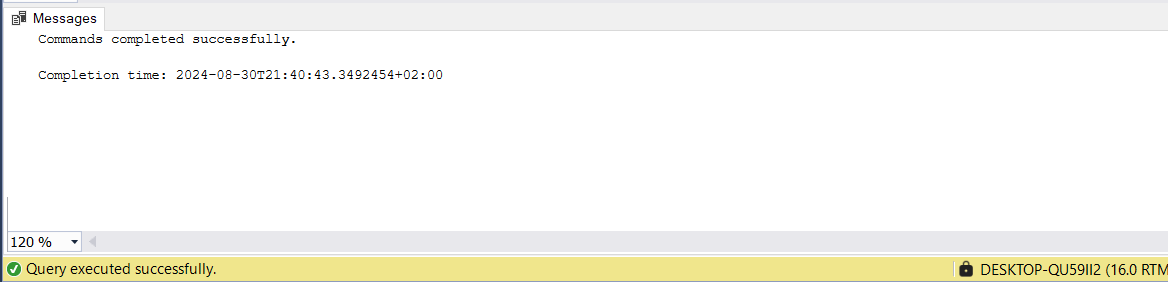 Messages
Commands completed successfully.
Completion time: 2024-08-30T21:40:43.3492454+02:00
120 %
Query executed successfully.
DESKTOP-QU59II2 (16.0 RTM